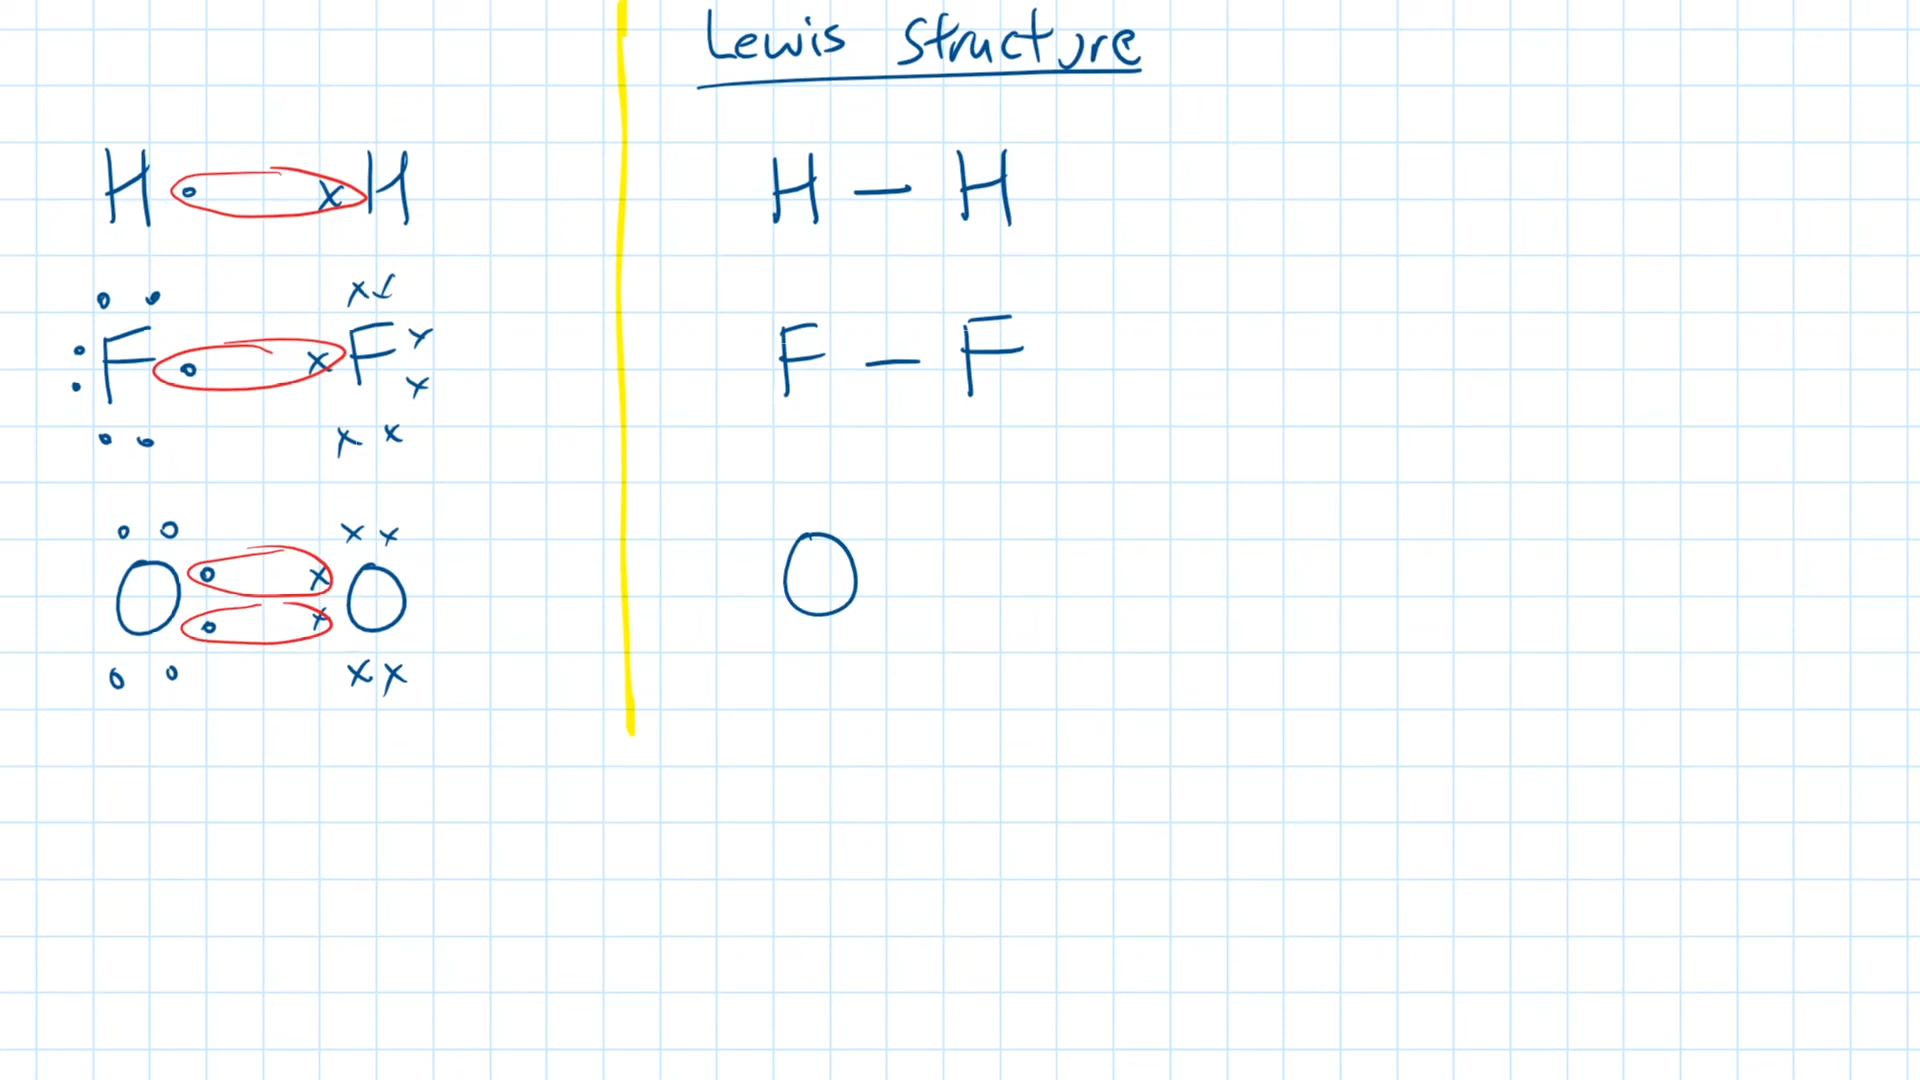 Lewis Structure
H • x H
H — H
•• x x
: F • x F x x
F — F
•• x x
•• x x
O • x O
• x
O
•• x x